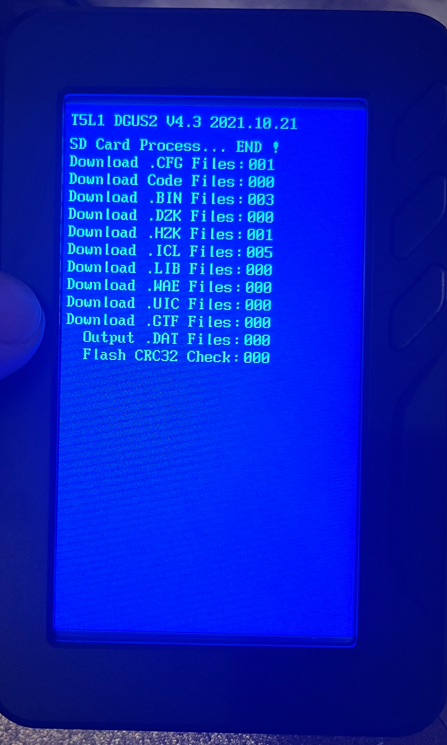 T5L1 DGUS2 V4.3 2021.10.21
SD Card Process... END !
Download .CFG Files:001
Download Code Files:000
Download .BIN Files:003
Download .DZK Files:000
Download .HZK Files:001
Download .ICL Files:005
Download .LIB Files:000
Download .WAE Files:000
Download .UIC Files:000
Download .GTF Files:000
Output .DAT Files:000
Flash CRC32 Check:000